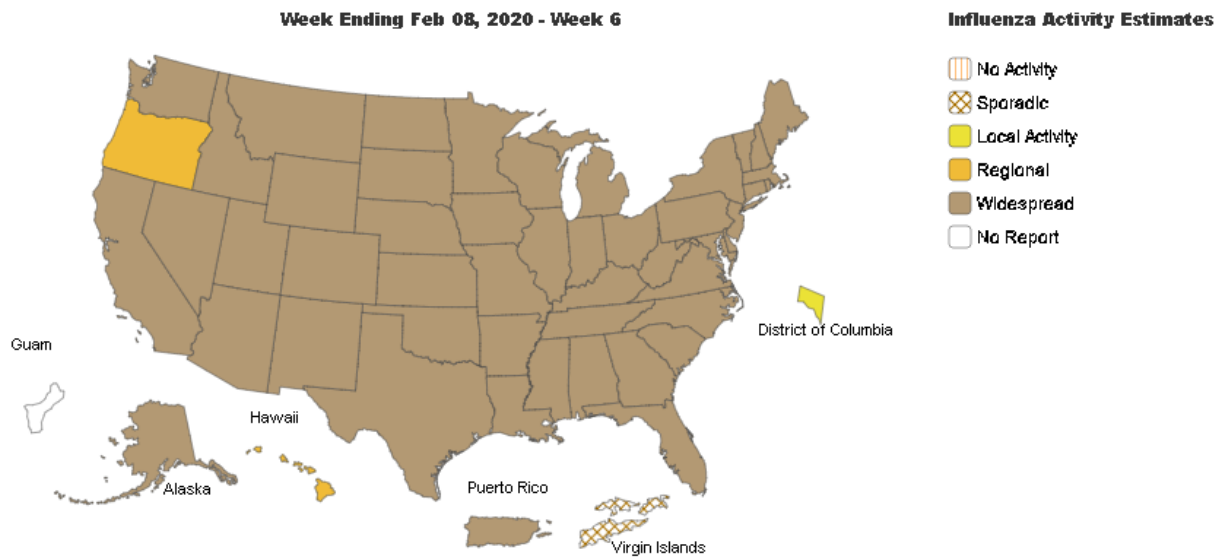 Week Ending Feb 08, 2020 - Week 6
Influenza Activity Estimates
No Activity
Sporadic
Local Activity
Regional
Widespread
No Report
District of Columbia
Guam
Hawaii
Alaska
Puerto Rico
Virgin Islands